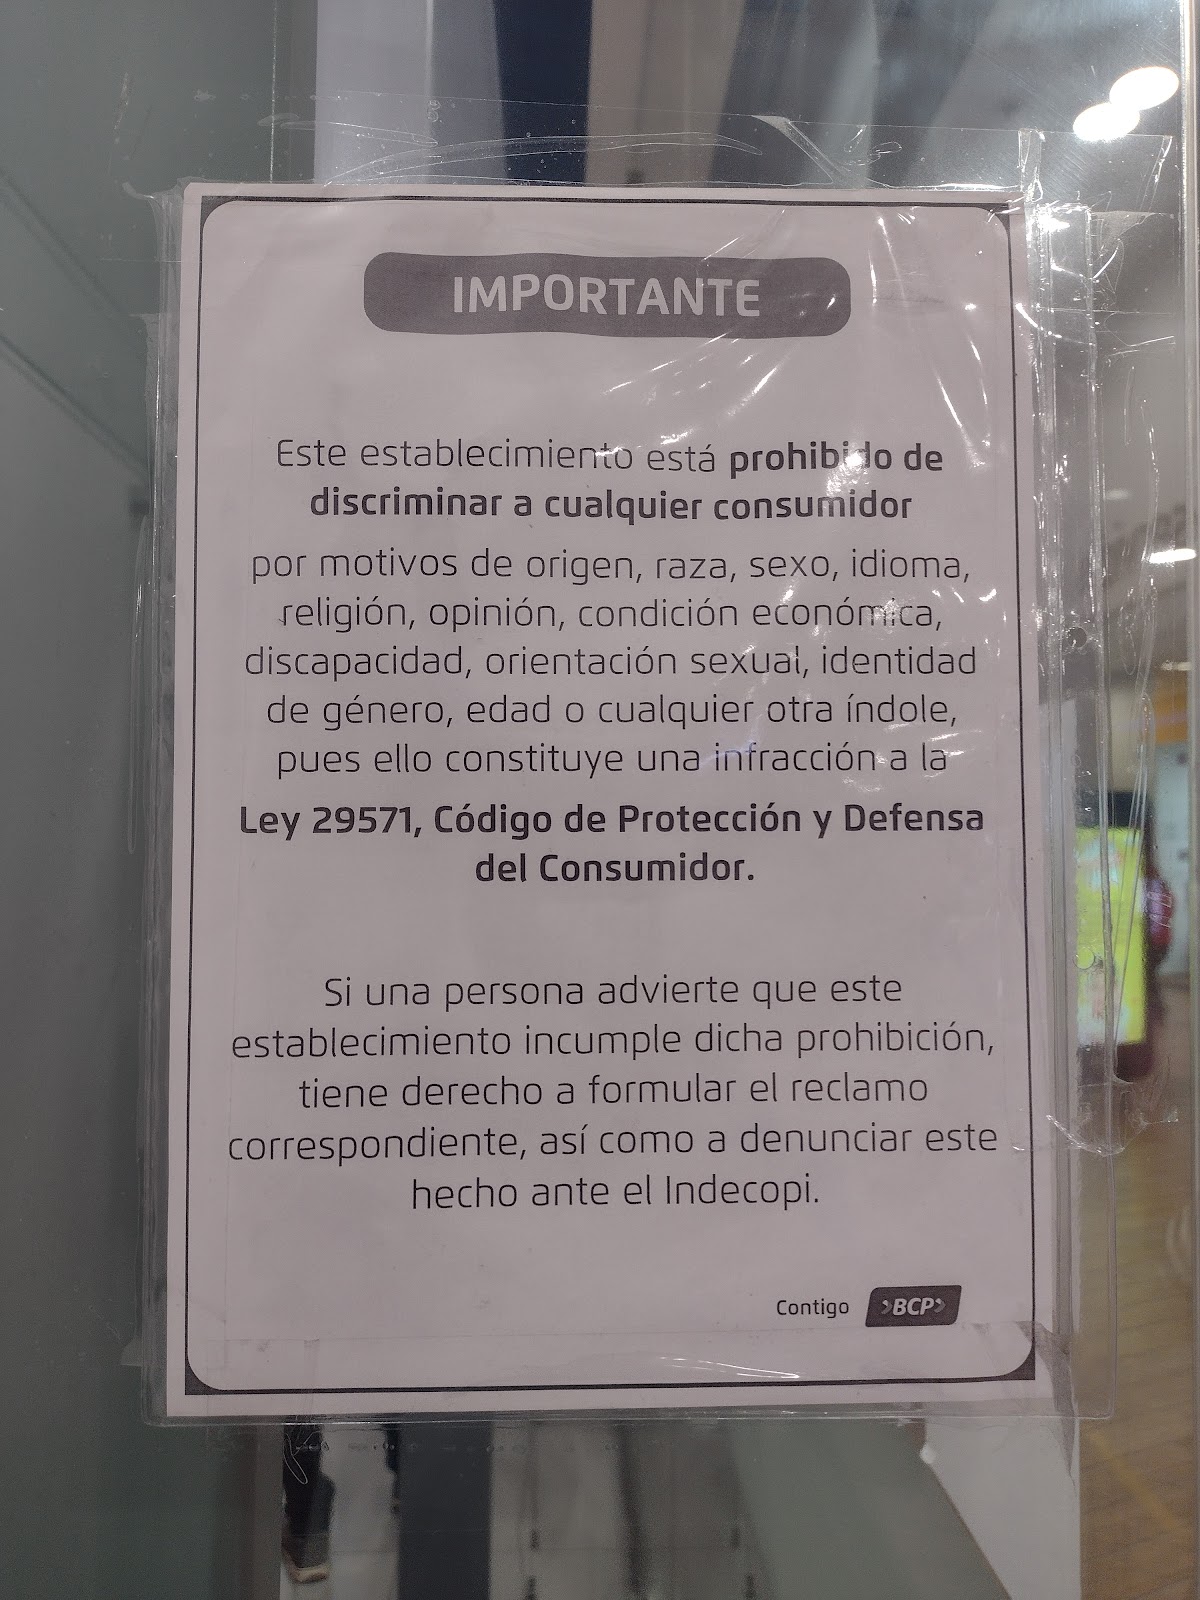 IMPORTANTE
Este establecimiento está prohibido de
discriminar a cualquier consumidor
por motivos de origen, raza, sexo, idioma,
religión, opinión, condición económica,
discapacidad, orientación sexual, identidad
de género, edad o cualquier otra índole,
pues ello constituye una infracción a la
Ley 29571, Código de Protección y Defensa
del Consumidor.
Si una persona advierte que este
establecimiento incumple dicha prohibición,
tiene derecho a formular el reclamo
correspondiente, así como a denunciar este
hecho ante el Indecopi.
Contigo >BCP>